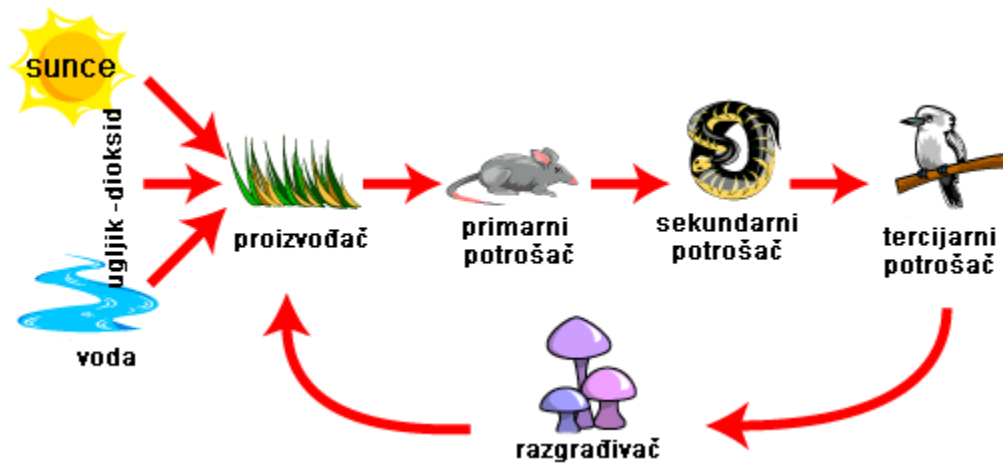 sunce
ugljik-dioksid
voda
proizvođač
primarni
potrošač
sekundarni
potrošač
tercijarni
potrošač
razgrađivač